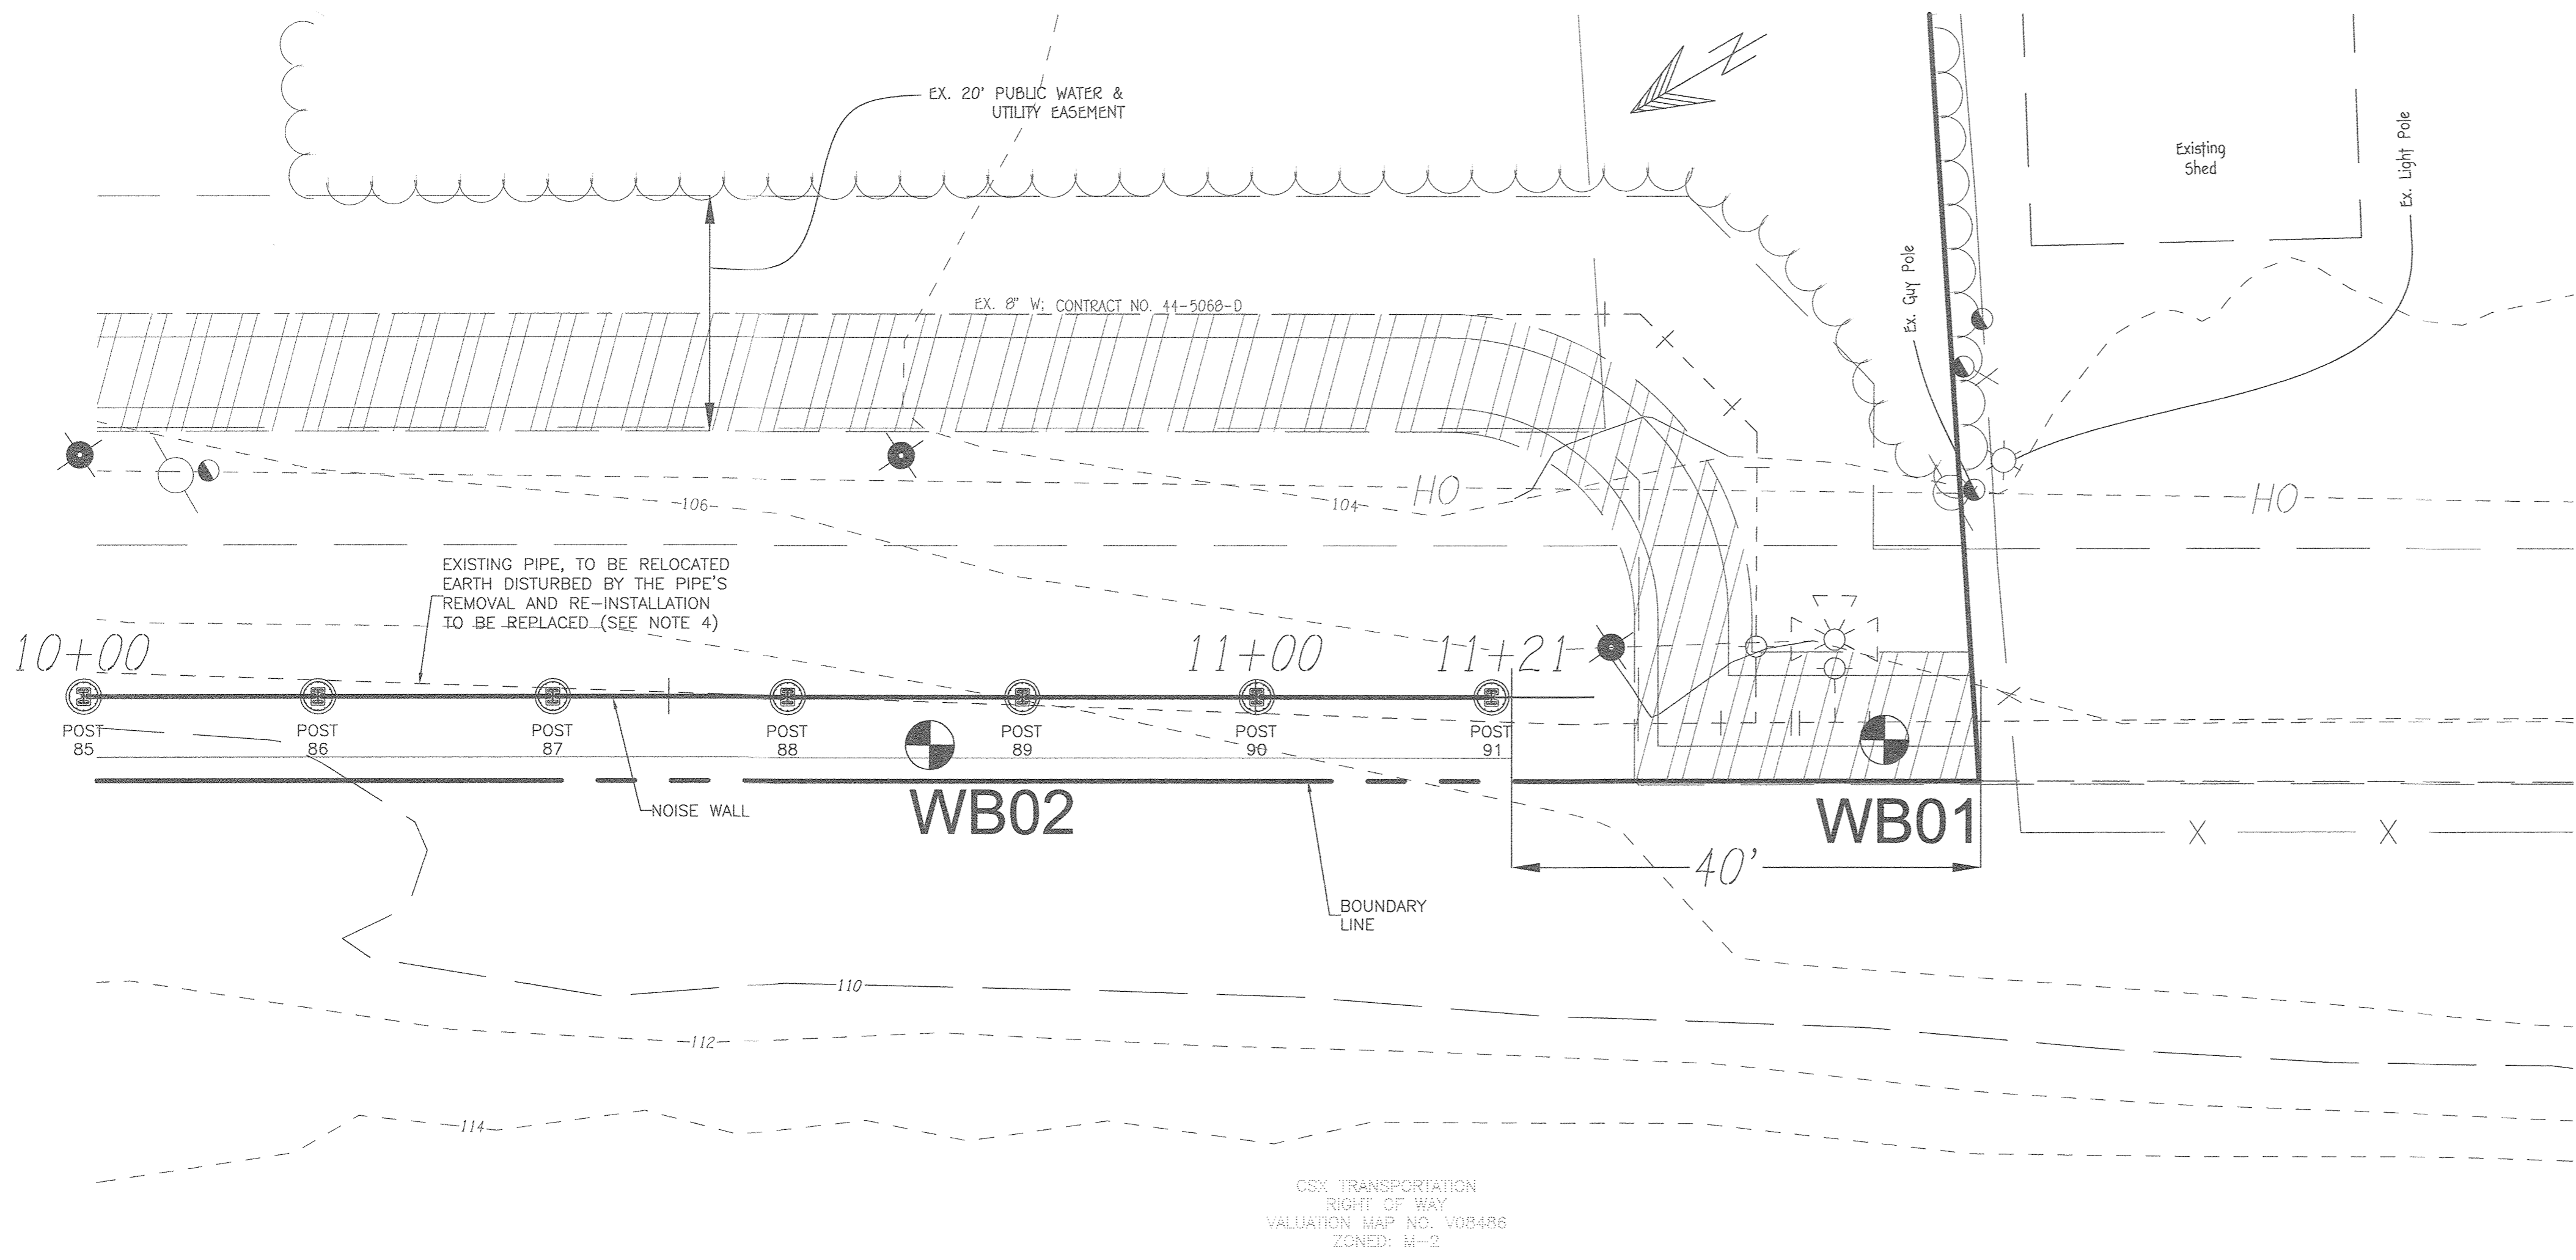 EX. 20' PUBLIC WATER &
UTILITY EASEMENT
Existing
Shed
Ex. Light Pole
Ex. Guy Pole
EX. 8" W; CONTRACT NO. 44-5068-D
106
104
HO
HO
EXISTING PIPE, TO BE RELOCATED
EARTH DISTURBED BY THE PIPE'S
REMOVAL AND RE-INSTALLATION
TO BE REPLACED (SEE NOTE 4)
10+00
11+00
11+21
POST
85
POST
86
POST
87
POST
88
POST
89
POST
90
POST
91
NOISE WALL
WB02
WB01
40'
BOUNDARY
LINE
110
112
114
CSX TRANSPORTATION
RIGHT OF WAY
VALUATION MAP NO. V08486
ZONED: M-2